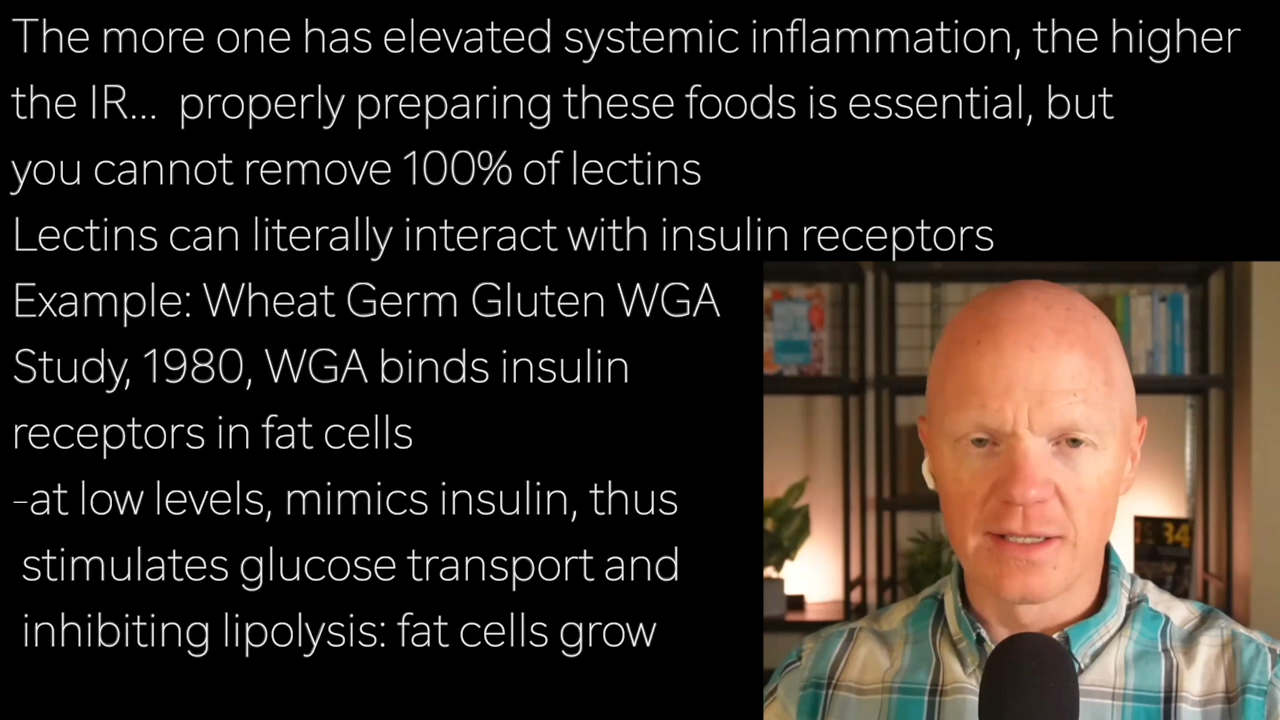 The more one has elevated systemic inflammation, the higher
the IR... properly preparing these foods is essential, but
you cannot remove 100% of lectins
Lectins can literally interact with insulin receptors
Example: Wheat Germ Gluten WGA
Study, 1980, WGA binds insulin
receptors in fat cells
-at low levels, mimics insulin, thus
stimulates glucose transport and
inhibiting lipolysis: fat cells grow
34